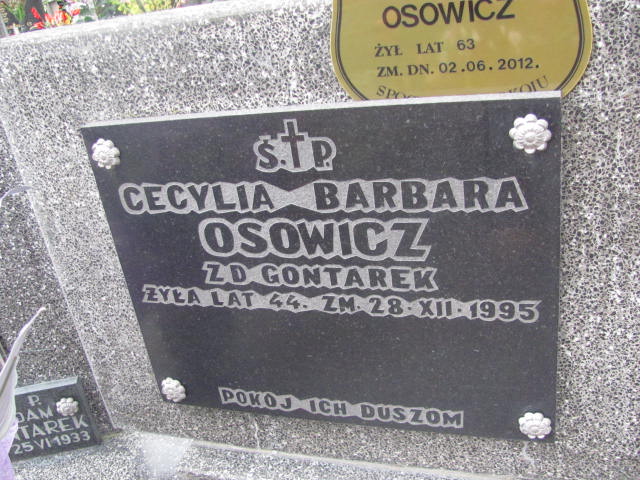 OSOWICZ
ŻYŁ LAT 63
ZM. DN. 02.06.2012.
Ś.†P.
CECYLIA BARBARA
OSOWICZ
ZD GONTAREK
ŻYŁA LAT 44. ZM. 28·XII·1995
POKÓJ ICH DUSZOM
P.
DAM
TAREK
25 VI 1933